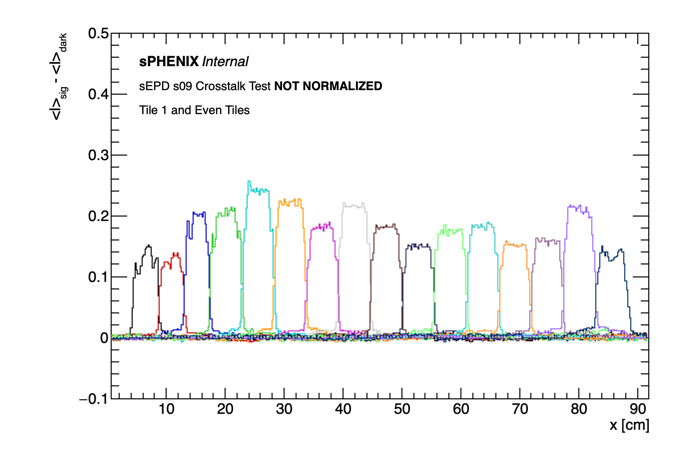 <I>sig - <I>dark
0.5
0.4
0.3
0.2
0.1
0
−0.1
sPHENIX Internal
sEPD s09 Crosstalk Test NOT NORMALIZED
Tile 1 and Even Tiles
10 20 30 40 50 60 70 80 90
x [cm]